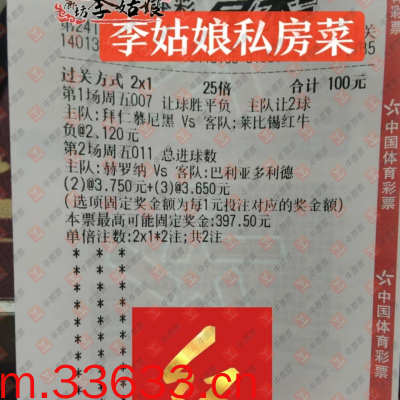 李姑娘
李姑娘私房菜
过关方式 2x1 25倍 合计 100元
第1场周五007 让球胜平负 主队让2球
主队:拜仁慕尼黑 Vs 客队:莱比锡红牛
负@2.120元
第2场周五011 总进球数
主队:赫罗纳 Vs 客队:巴利亚多利德
(2)@3.750元+(3)@3.650元
(选项固定奖金额为每1元投注对应的奖金额)
本票最高可能固定奖金:397.50元
单倍注数:2x1*2注;共2注
中国体育彩票
中国体育彩票